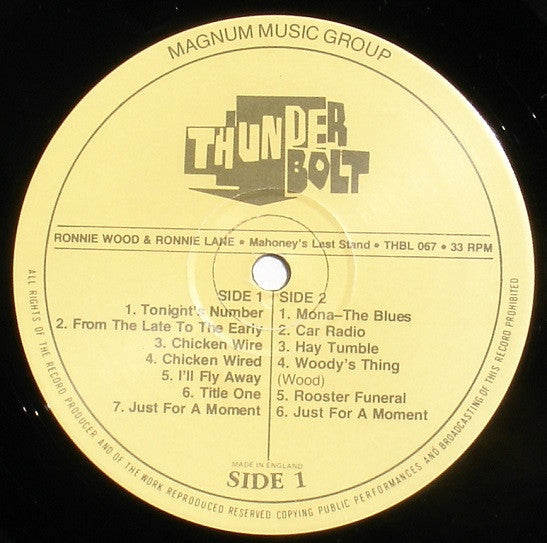 MAGNUM MUSIC GROUP
THUNDER
BOLT
RONNIE WOOD & RONNIE LANE • Mahoney's Last Stand • THBL 067 • 33 RPM
SIDE 1
1. Tonight's Number
2. From The Late To The Early
3. Chicken Wire
4. Chicken Wired
5. I'll Fly Away
6. Title One
7. Just For A Moment
SIDE 2
1. Mona–The Blues
2. Car Radio
3. Hay Tumble
4. Woody's Thing
(Wood)
5. Rooster Funeral
6. Just For A Moment
MADE IN ENGLAND
SIDE 1
ALL RIGHTS OF THE RECORD PRODUCER AND OF THE WORK REPRODUCED RESERVED COPYING PUBLIC PERFORMANCES AND BROADCASTING OF THIS RECORD PROHIBITED